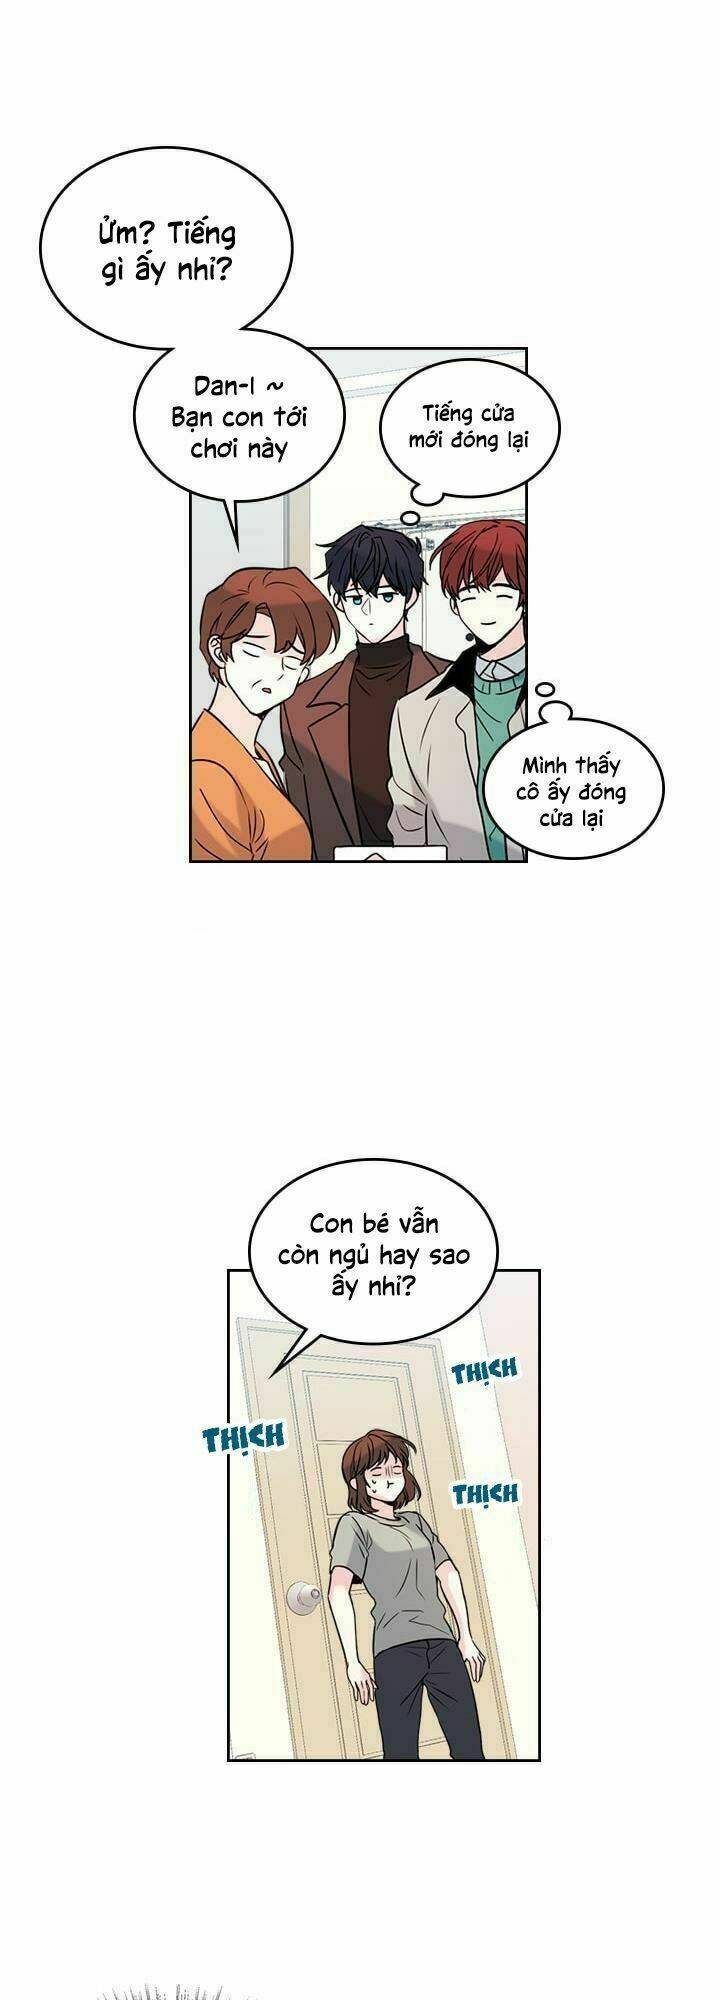 Ửm? Tiếng
gì ấy nhỉ?
Dan-I ~
Bạn con tới
chơi này
Tiếng cửa
mới đóng lại
Mình thấy
cô ấy đóng
cửa lại
Con bé vẫn
còn ngủ hay sao
ấy nhỉ?
THỊCH
THỊCH
THỊCH